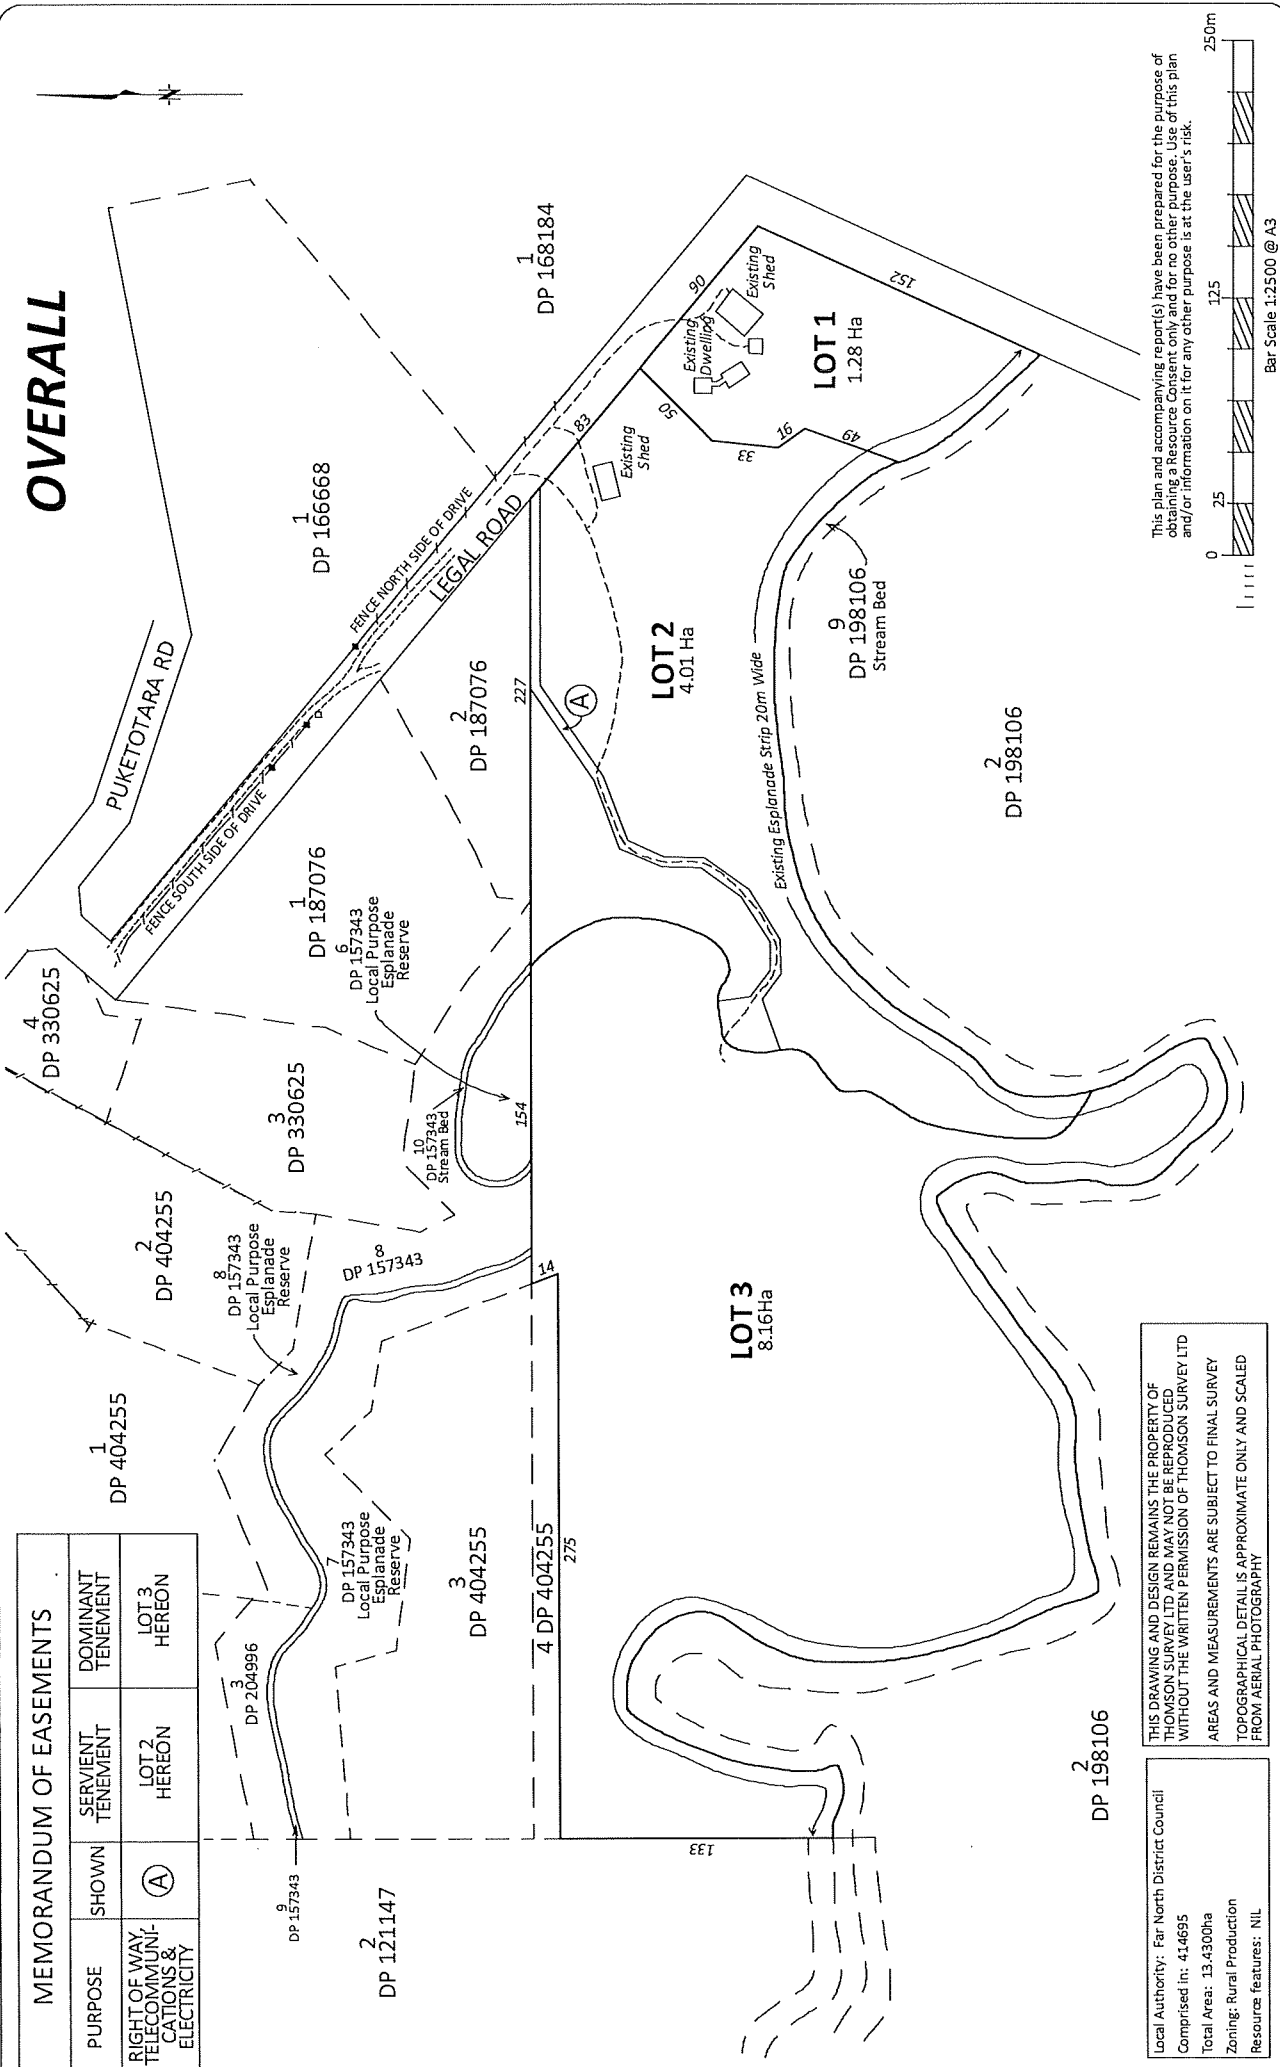 OVERALL
N
MEMORANDUM OF EASEMENTS
PURPOSE
SHOWN
SERVIENT
TENEMENT
DOMINANT
TENEMENT
RIGHT OF WAY,
TELECOMMUNI-
CATIONS &
ELECTRICITY
A
LOT 2
HEREON
LOT 3
HEREON
1
DP 404255
2
DP 404255
4
DP 330625
3
DP 330625
PUKETOTARA RD
FENCE SOUTH SIDE OF DRIVE
FENCE NORTH SIDE OF DRIVE
LEGAL ROAD
1
DP 166668
1
DP 168184
3
DP 204996
9
DP 157343
2
DP 121147
7
DP 157343
Local Purpose
Esplanade
Reserve
8
DP 157343
Local Purpose
Esplanade
Reserve
8
DP 157343
10
DP 157343
Stream Bed
1
DP 187076
6
DP 157343
Local Purpose
Esplanade
Reserve
2
DP 187076
3
DP 404255
4 DP 404255
275
14
154
227
83
90
152
50
33
16
49
133
A
Existing
Shed
Existing
Dwelling
Existing
Shed
LOT 1
1.28 Ha
LOT 2
4.01 Ha
LOT 3
8.16Ha
Existing Esplanade Strip 20m Wide
9
DP 198106
Stream Bed
2
DP 198106
2
DP 198106
Local Authority: Far North District Council
Comprised in: 414695
Total Area: 13.4300ha
Zoning: Rural Production
Resource features: NIL
THIS DRAWING AND DESIGN REMAINS THE PROPERTY OF
THOMSON SURVEY LTD AND MAY NOT BE REPRODUCED
WITHOUT THE WRITTEN PERMISSION OF THOMSON SURVEY LTD
AREAS AND MEASUREMENTS ARE SUBJECT TO FINAL SURVEY
TOPOGRAPHICAL DETAIL IS APPROXIMATE ONLY AND SCALED
FROM AERIAL PHOTOGRAPHY
This plan and accompanying report(s) have been prepared for the purpose of
obtaining a Resource Consent only and for no other purpose. Use of this plan
and/or information on it for any other purpose is at the user's risk.
0
25
125
250m
Bar Scale 1:2500 @ A3